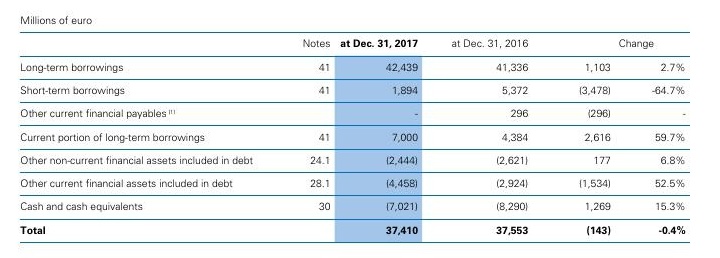 Millions of euro
Notes at Dec. 31, 2017 at Dec. 31, 2016 Change
Long-term borrowings 41 42,439 41,336 1,103 2.7%
Short-term borrowings 41 1,894 5,372 (3,478) -64.7%
Other current financial payables (1) - 296 (296) -
Current portion of long-term borrowings 41 7,000 4,384 2,616 59.7%
Other non-current financial assets included in debt 24.1 (2,444) (2,621) 177 6.8%
Other current financial assets included in debt 28.1 (4,458) (2,924) (1,534) 52.5%
Cash and cash equivalents 30 (7,021) (8,290) 1,269 15.3%
Total 37,410 37,553 (143) -0.4%